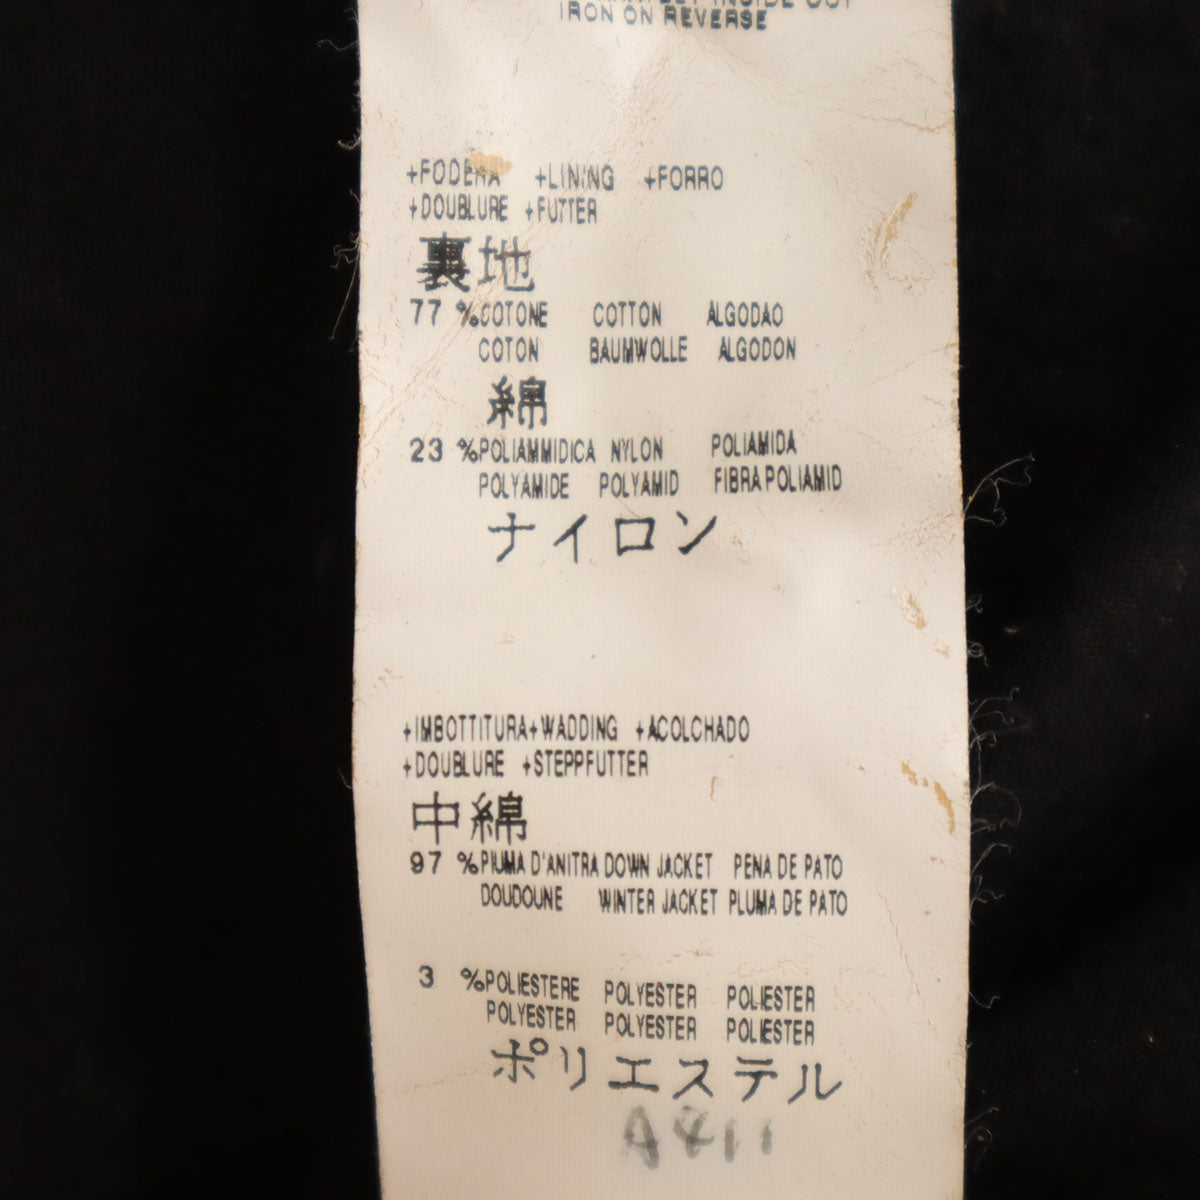 INSIDE OUT
IRON ON REVERSE
+FODERA +LINING +FORRO
+DOUBLURE +FUTTER
裏地
77 %COTONE COTTON ALGODAO
COTON BAUMWOLLE ALGODON
綿
23 %POLIAMMIDICA NYLON POLIAMIDA
POLYAMIDE POLYAMID FIBRA POLIAMID
ナイロン
+IMBOTTITURA+WADDING +ACOLCHADO
+DOUBLURE +STEPPFUTTER
中綿
97 %PIUMA D'ANITRA DOWN JACKET PENA DE PATO
DOUDOUNE WINTER JACKET PLUMA DE PATO
3 %POLIESTERE POLYESTER POLIESTER
POLYESTER POLYESTER POLIESTER
ポリエステル
A411